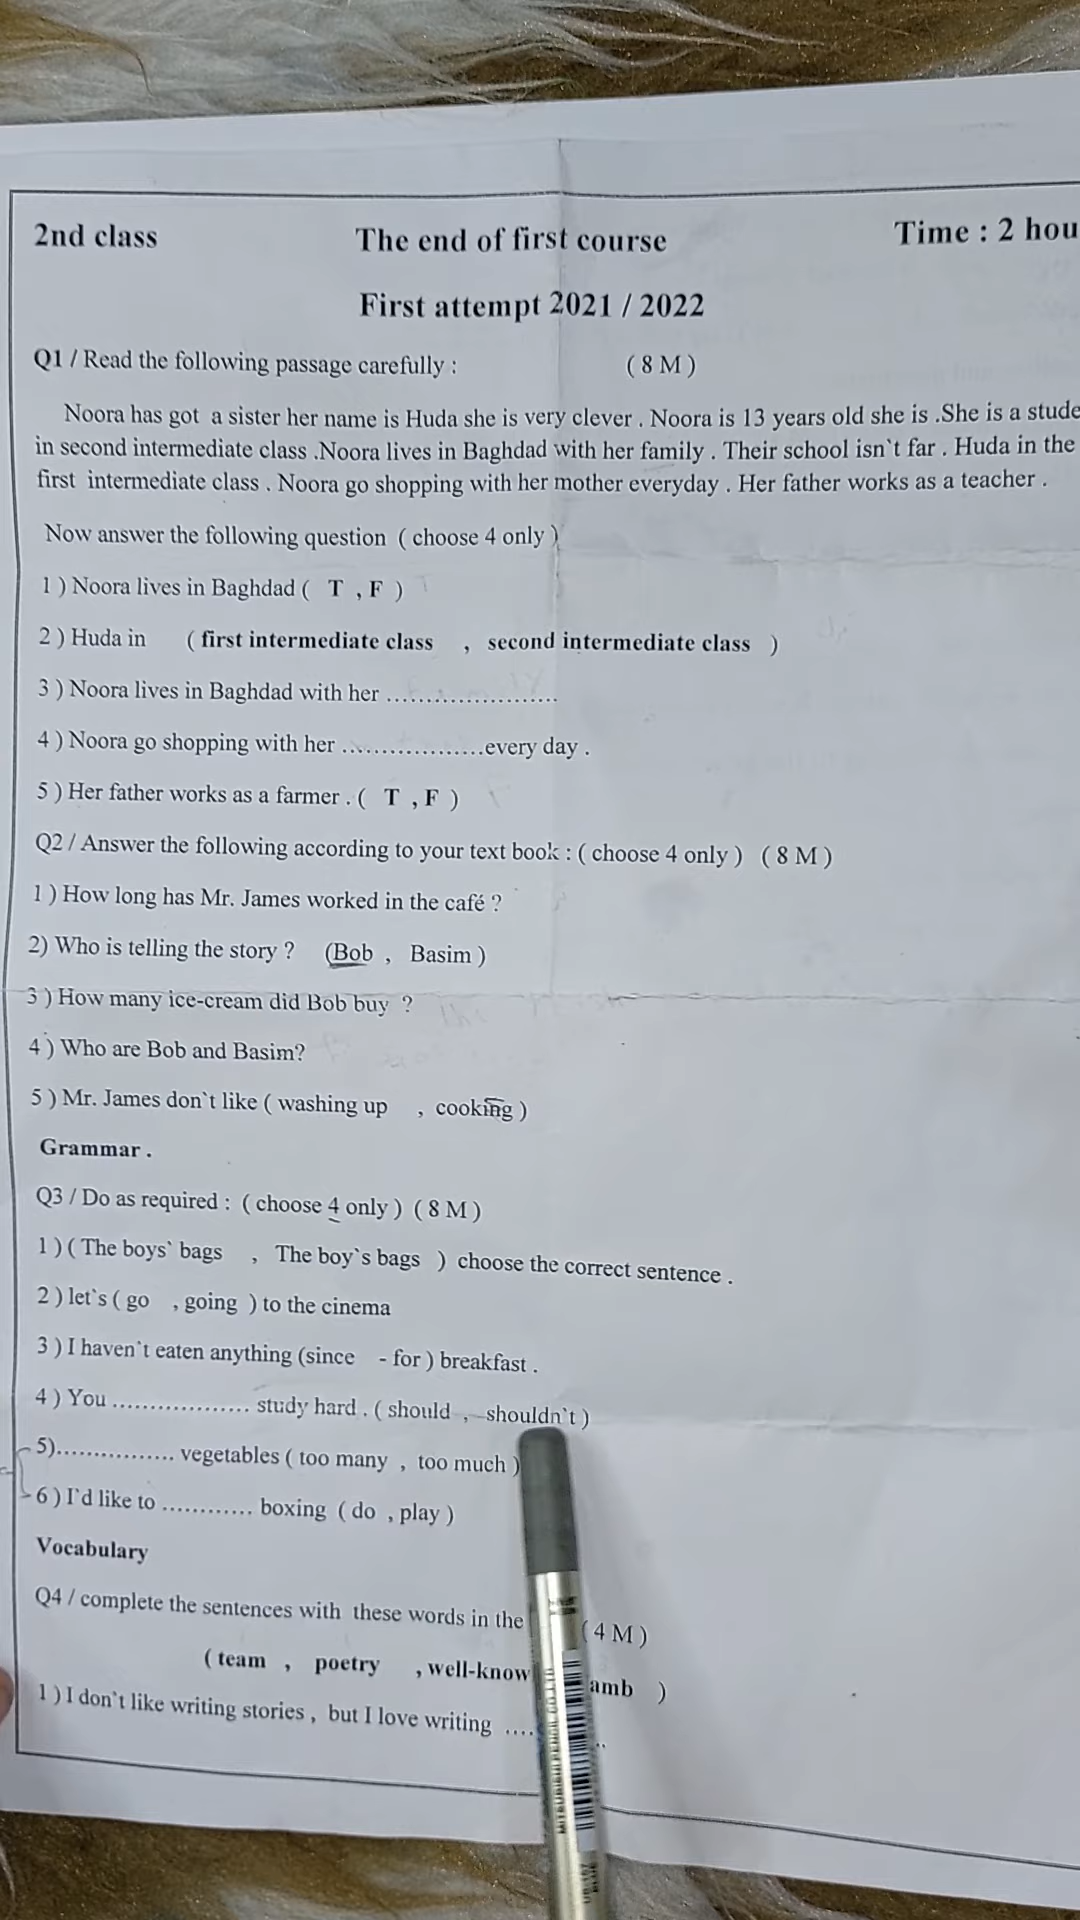 2nd class The end of first course Time : 2 hou
First attempt 2021 / 2022
Q1 / Read the following passage carefully : ( 8 M )
Noora has got a sister her name is Huda she is very clever . Noora is 13 years old she is .She is a stude
in second intermediate class .Noora lives in Baghdad with her family . Their school isn`t far . Huda in the
first intermediate class . Noora go shopping with her mother everyday . Her father works as a teacher .
Now answer the following question ( choose 4 only )
1 ) Noora lives in Baghdad ( T , F )
2 ) Huda in ( first intermediate class , second intermediate class )
3 ) Noora lives in Baghdad with her ......................
4 ) Noora go shopping with her ..................every day .
5 ) Her father works as a farmer . ( T , F )
Q2 / Answer the following according to your text book : ( choose 4 only ) ( 8 M )
1 ) How long has Mr. James worked in the café ?
2) Who is telling the story ? (Bob , Basim )
3 ) How many ice-cream did Bob buy ?
4 ) Who are Bob and Basim?
5 ) Mr. James don`t like ( washing up , cooking )
Grammar .
Q3 / Do as required : ( choose 4 only ) ( 8 M )
1 ) ( The boys` bags , The boy`s bags ) choose the correct sentence .
2 ) let`s ( go , going ) to the cinema
3 ) I haven`t eaten anything (since - for ) breakfast .
4 ) You .................. study hard . ( should , shouldn`t )
5)................ vegetables ( too many , too much )
6 ) I`d like to ............ boxing ( do , play )
Vocabulary
Q4 / complete the sentences with these words in the ( 4 M )
( team , poetry , well-know amb )
1 ) I don`t like writing stories , but I love writing ......